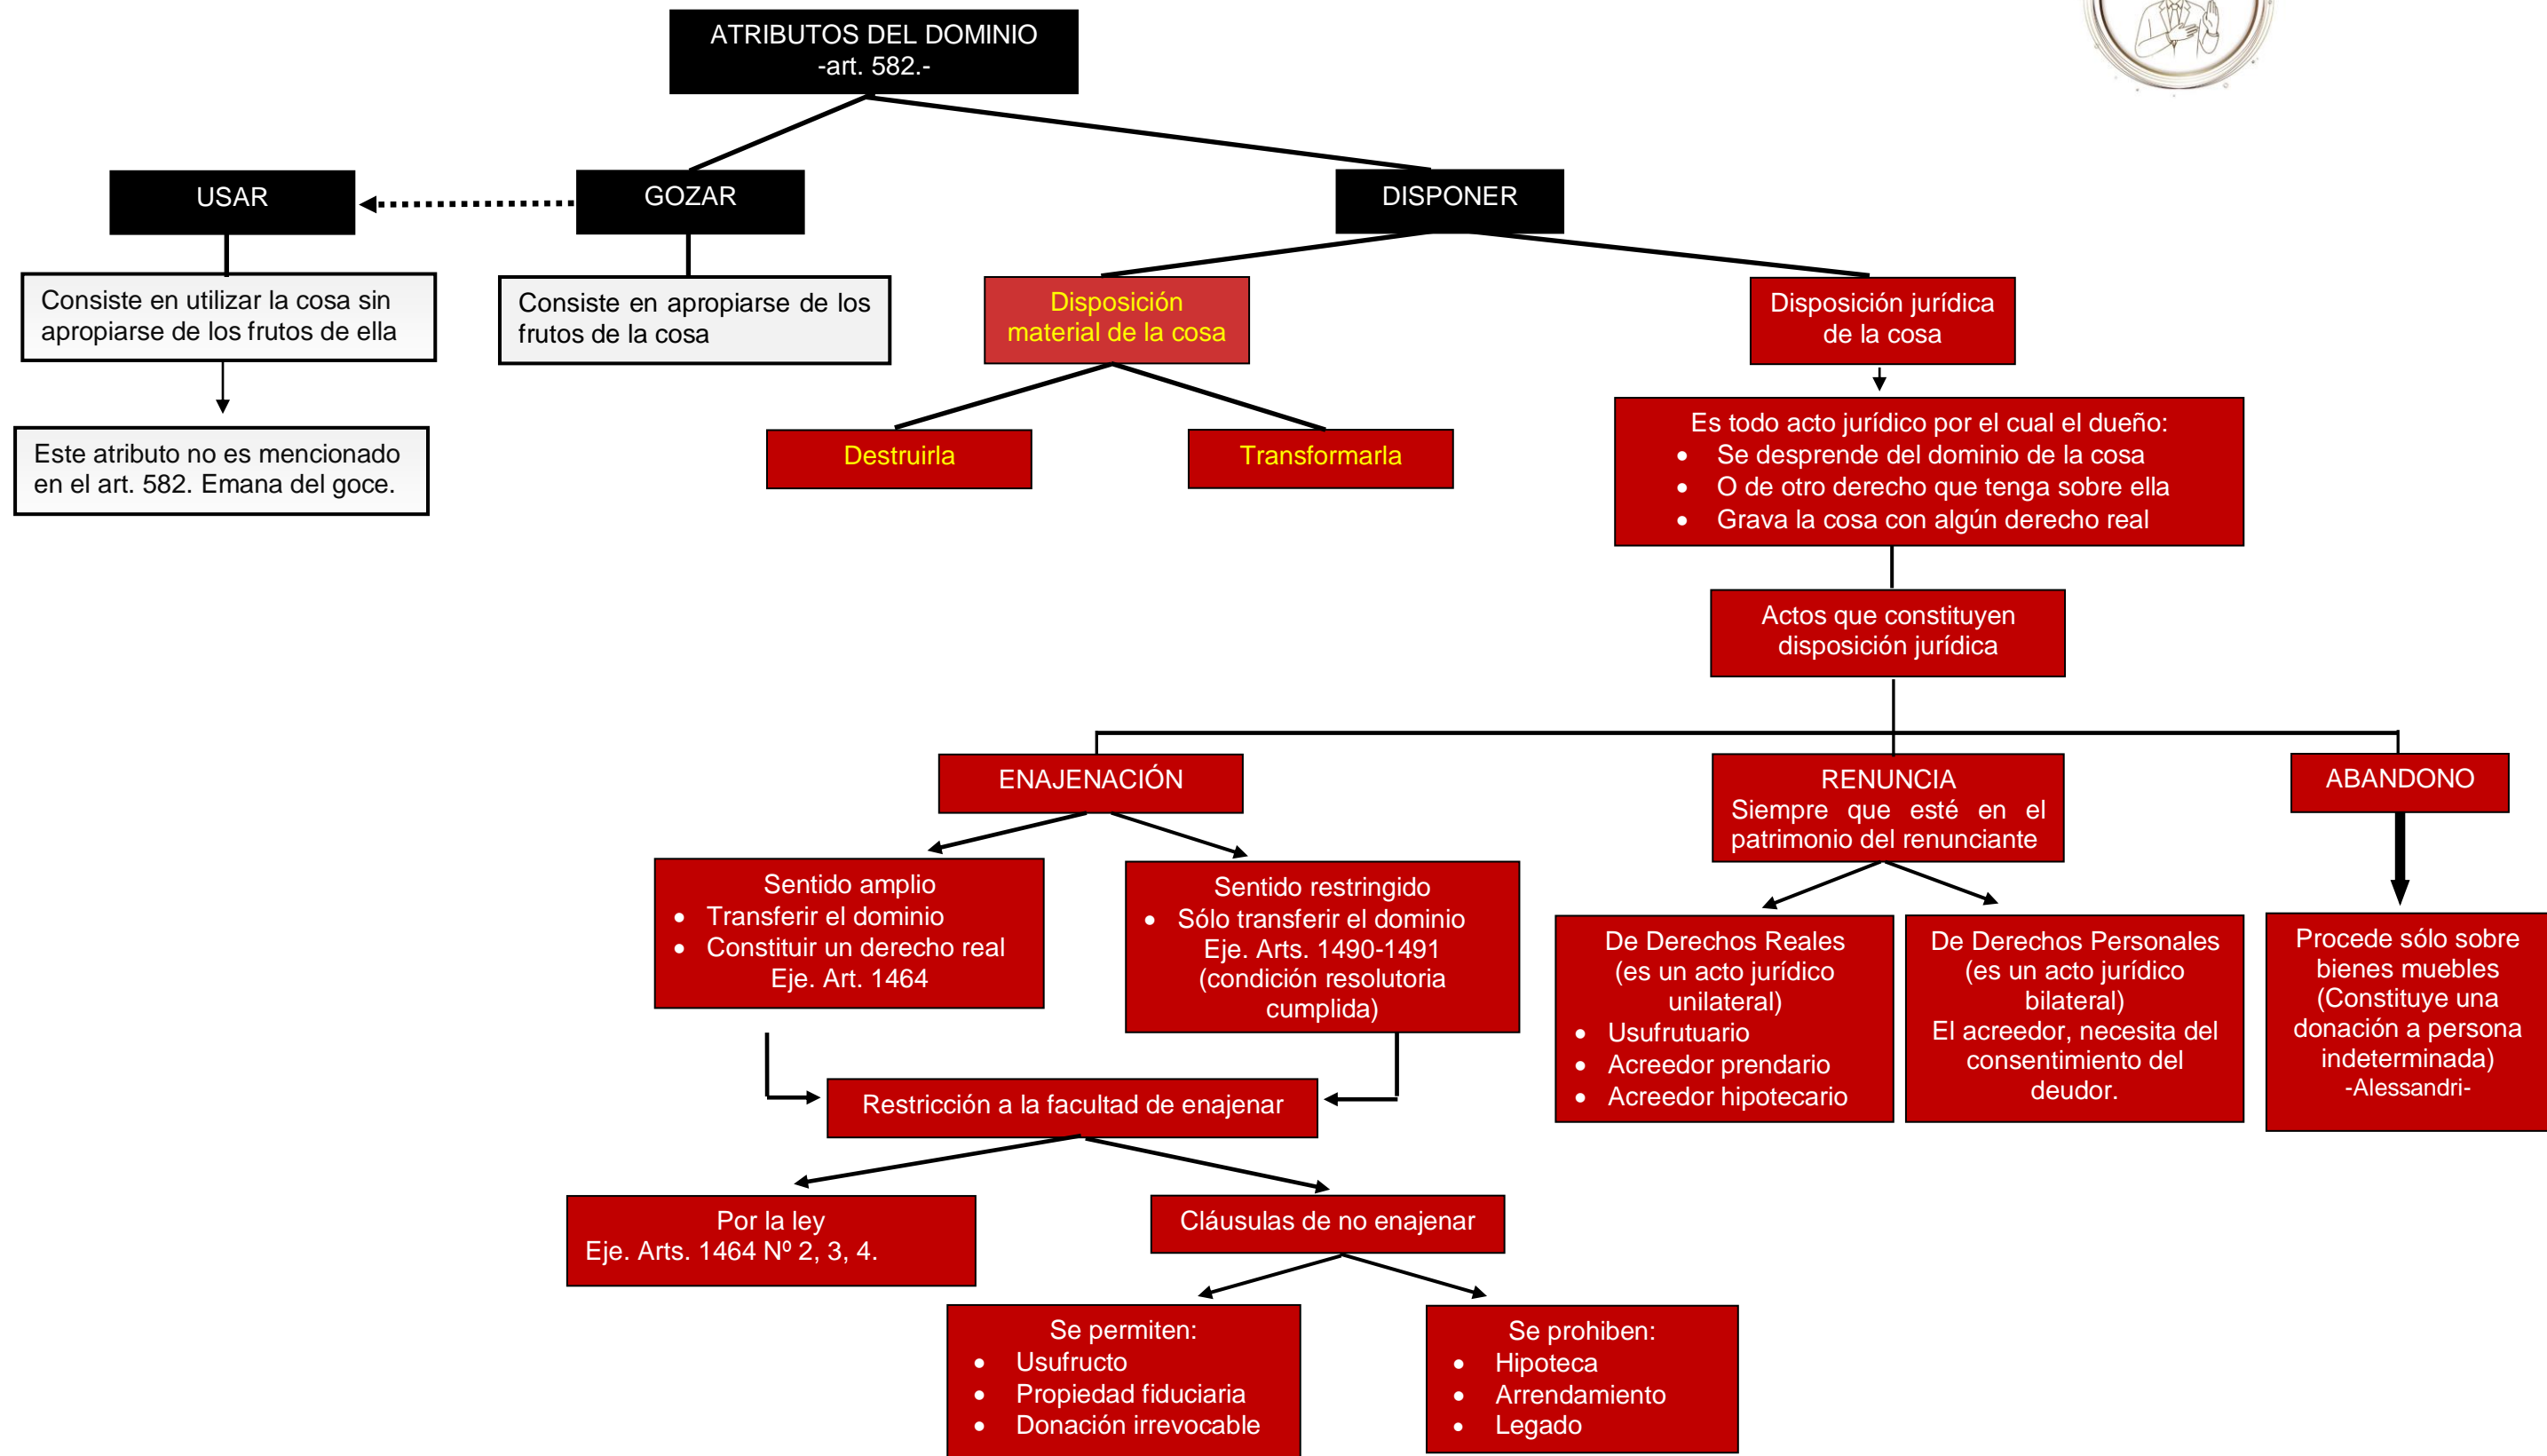 ATRIBUTOS DEL DOMINIO
-art. 582.-
USAR
GOZAR
DISPONER
Consiste en utilizar la cosa sin
apropiarse de los frutos de ella
Consiste en apropiarse de los
frutos de la cosa
Disposición
material de la cosa
Disposición jurídica
de la cosa
Este atributo no es mencionado
en el art. 582. Emana del goce.
Destruirla
Transformarla
Es todo acto jurídico por el cual el dueño:
• Se desprende del dominio de la cosa
• O de otro derecho que tenga sobre ella
• Grava la cosa con algún derecho real
Actos que constituyen
disposición jurídica
ENAJENACIÓN
RENUNCIA
Siempre que esté en el
patrimonio del renunciante
ABANDONO
Sentido amplio
• Transferir el dominio
• Constituir un derecho real
Eje. Art. 1464
Sentido restringido
• Sólo transferir el dominio
Eje. Arts. 1490-1491
(condición resolutoria
cumplida)
De Derechos Reales
(es un acto jurídico
unilateral)
• Usufrutuario
• Acreedor prendario
• Acreedor hipotecario
De Derechos Personales
(es un acto jurídico
bilateral)
El acreedor, necesita del
consentimiento del
deudor.
Procede sólo sobre
bienes muebles
(Constituye una
donación a persona
indeterminada)
-Alessandri-
Restricción a la facultad de enajenar
Por la ley
Eje. Arts. 1464 Nº 2, 3, 4.
Cláusulas de no enajenar
Se permiten:
• Usufructo
• Propiedad fiduciaria
• Donación irrevocable
Se prohiben:
• Hipoteca
• Arrendamiento
• Legado